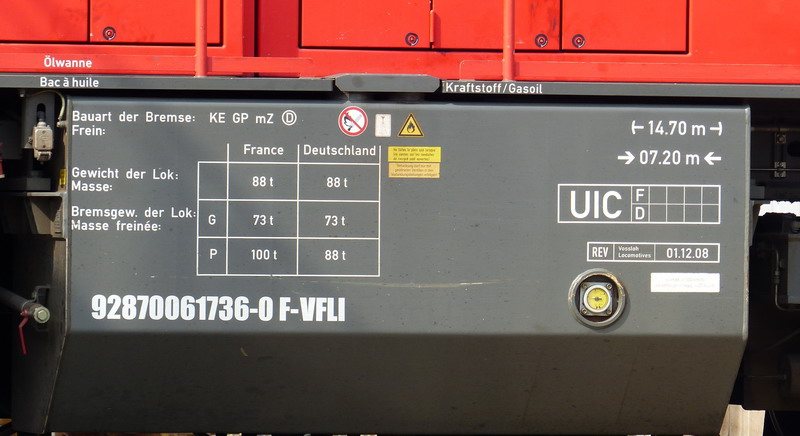 Ölwanne
Bac à huile
Kraftstoff/Gasoil
Bauart der Bremse: KE GP mZ Ⓓ
Frein:
14.70 m
07.20 m
France Deutschland
Gewicht der Lok: 88 t 88 t
Masse:
Bremsgew. der Lok: G 73 t 73 t
Masse freinée:
P 100 t 88 t
UIC F
D
REV Vossloh Locomotives 01.12.08
92870061736-0 F-VFLI